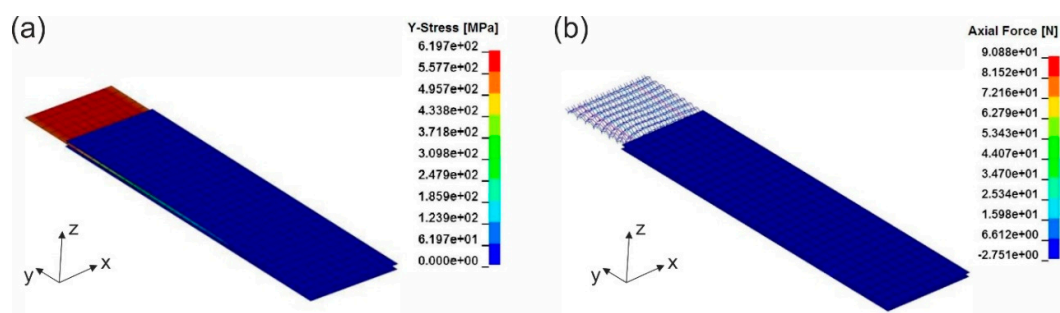 (a)
Y-Stress [MPa]
6.197e+02
5.577e+02
4.957e+02
4.338e+02
3.718e+02
3.098e+02
2.479e+02
1.859e+02
1.239e+02
6.197e+01
0.000e+00
z
y
x
(b)
Axial Force [N]
9.088e+01
8.152e+01
7.216e+01
6.279e+01
5.343e+01
4.407e+01
3.470e+01
2.534e+01
1.598e+01
6.612e+00
-2.751e+00
z
y
x